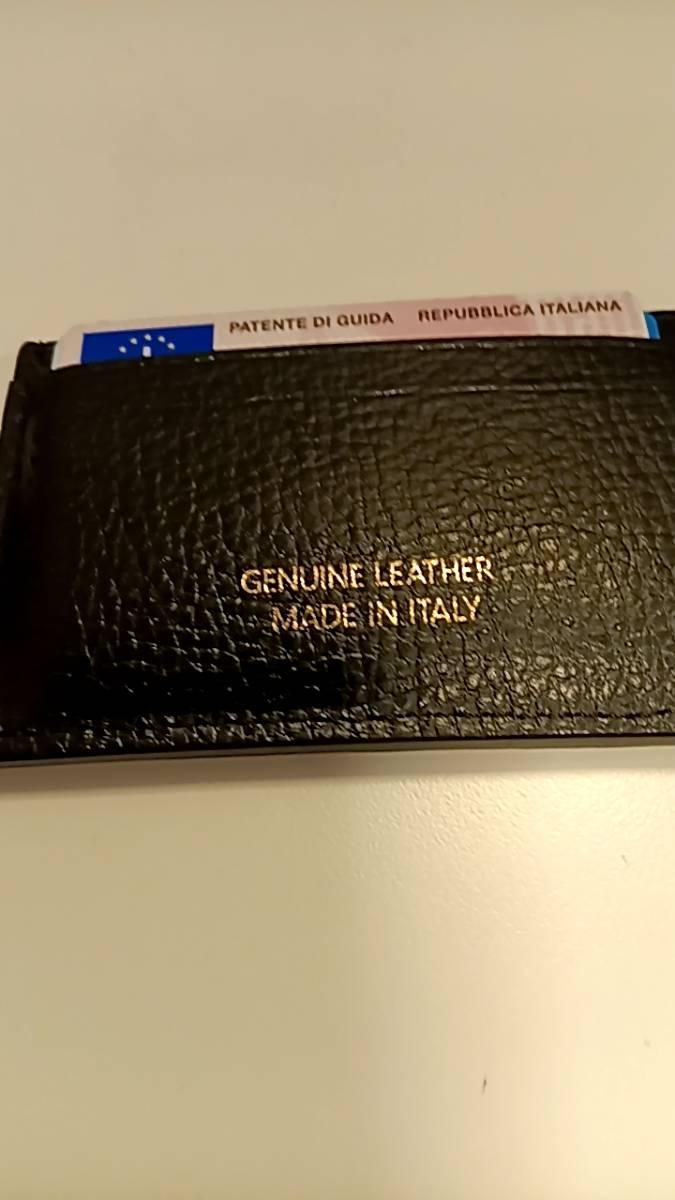 PATENTE DI GUIDA REPUBBLICA ITALIANA
GENUINE LEATHER
MADE IN ITALY